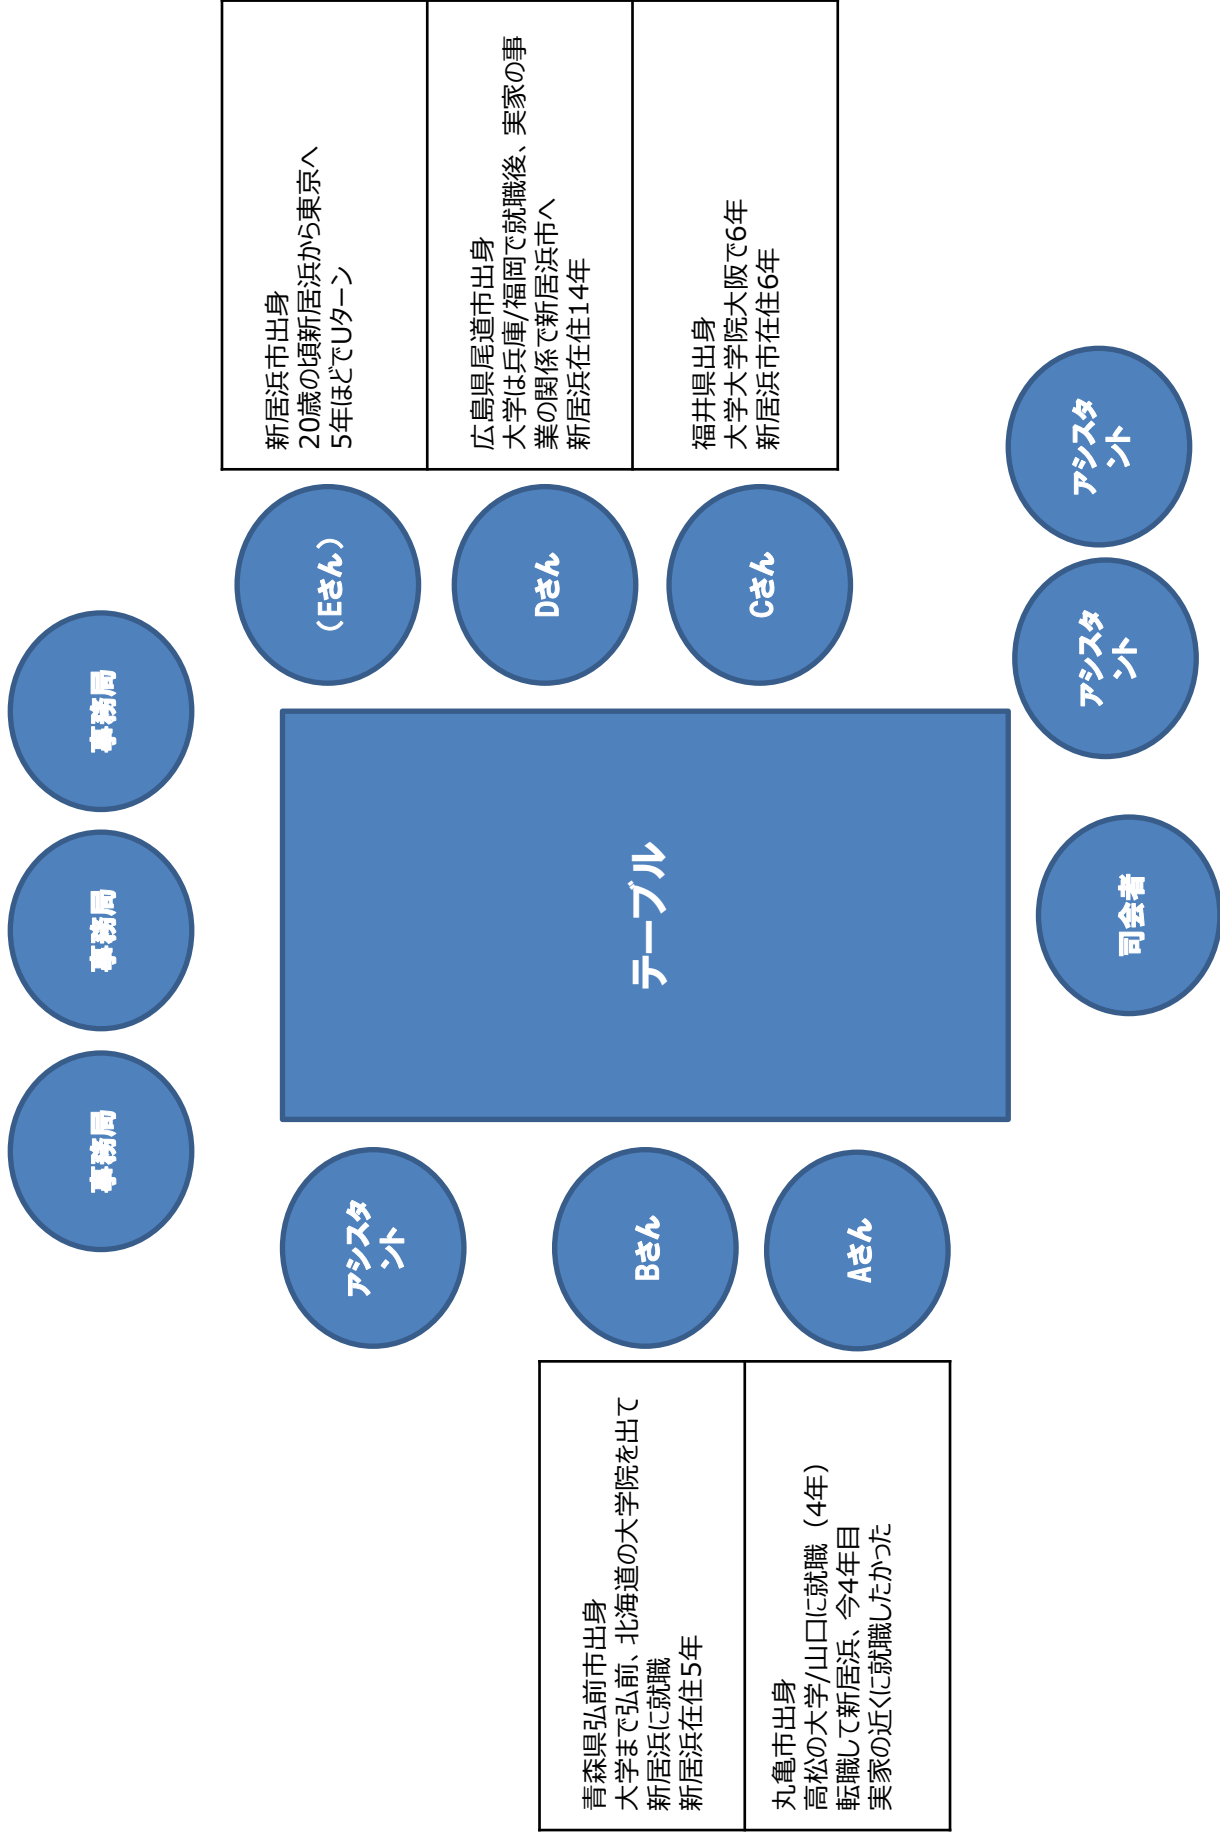 事務局
事務局
事務局
アシスタ
ント
Bさん
Aさん
青森県弘前市出身
大学まで弘前、北海道の大学院を出て
新居浜に就職
新居浜在住5年
丸亀市出身
高松の大学/山口に就職（4年）
転職して新居浜、今4年目
実家の近くに就職したかった
テーブル
（Eさん）
Dさん
Cさん
新居浜市出身
20歳の頃新居浜から東京へ
5年ほどでUターン
広島県尾道市出身
大学は兵庫/福岡で就職後、実家の事
業の関係で新居浜市へ
新居浜在住14年
福井県出身
大学大学院大阪で6年
新居浜市在住6年
司会者
アシスタ
ント
アシスタ
ント